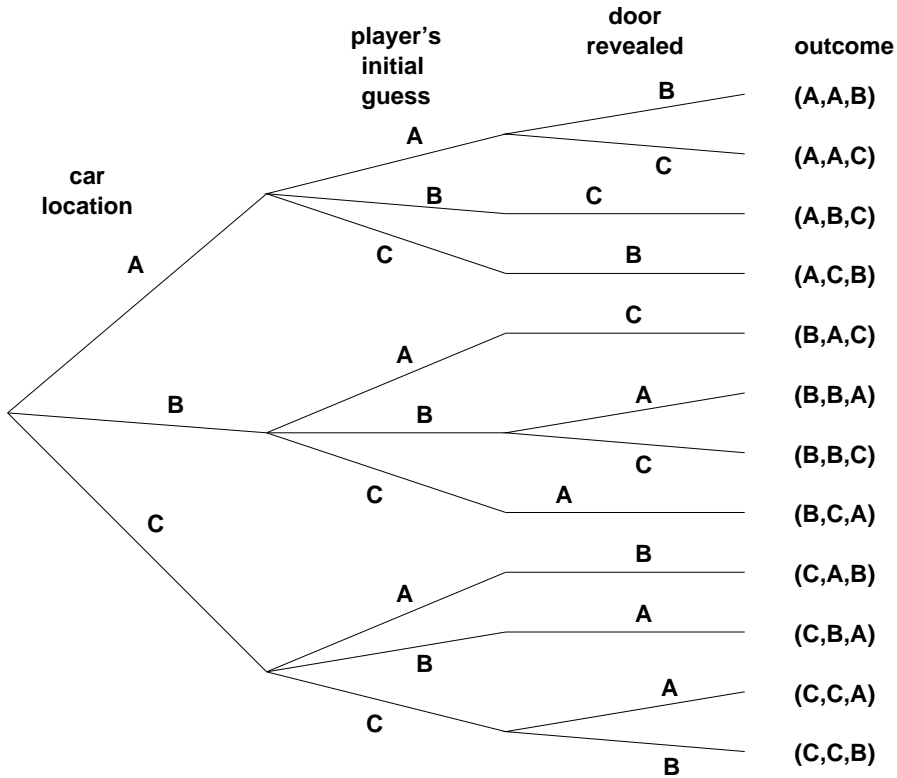 door
revealed
player's
initial
guess
outcome
car
location
B
(A,A,B)
A
C
(A,A,C)
B
C
(A,B,C)
A
C
B
(A,C,B)
C
(B,A,C)
A
A
(B,B,A)
B
B
C
(B,B,C)
C
A
(B,C,A)
C
B
(C,A,B)
A
A
(C,B,A)
B
A
(C,C,A)
C
B
(C,C,B)